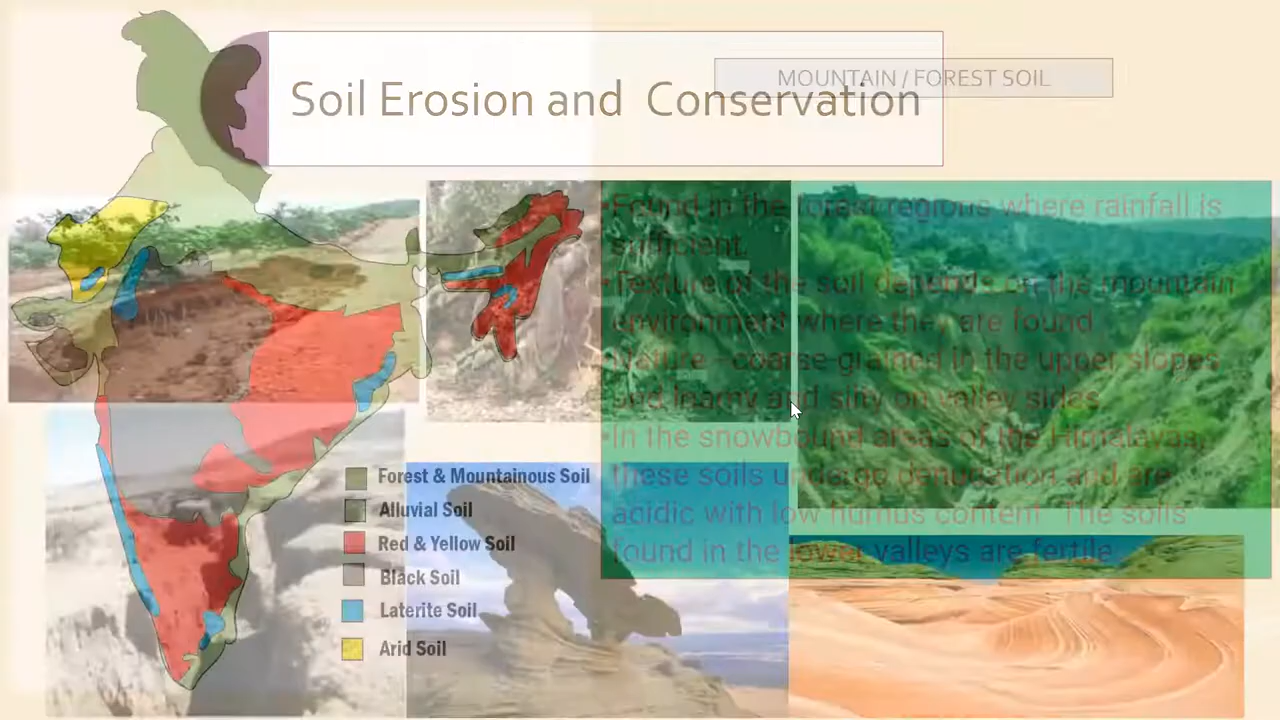 Soil Erosion and Conservation
MOUNTAIN / FOREST SOIL
•Found in the forest regions where rainfall is
sufficient.
•Texture of the soil depends on the mountain
environment where they are found
•Nature - coarse grained in the upper slopes
and loamy and silty on valley sides
•In the snowbound areas of the Himalayas,
these soils undergo denudation and are
acidic with low humus content. The soils
found in the lower valleys are fertile
Forest & Mountainous Soil
Alluvial Soil
Red & Yellow Soil
Black Soil
Laterite Soil
Arid Soil